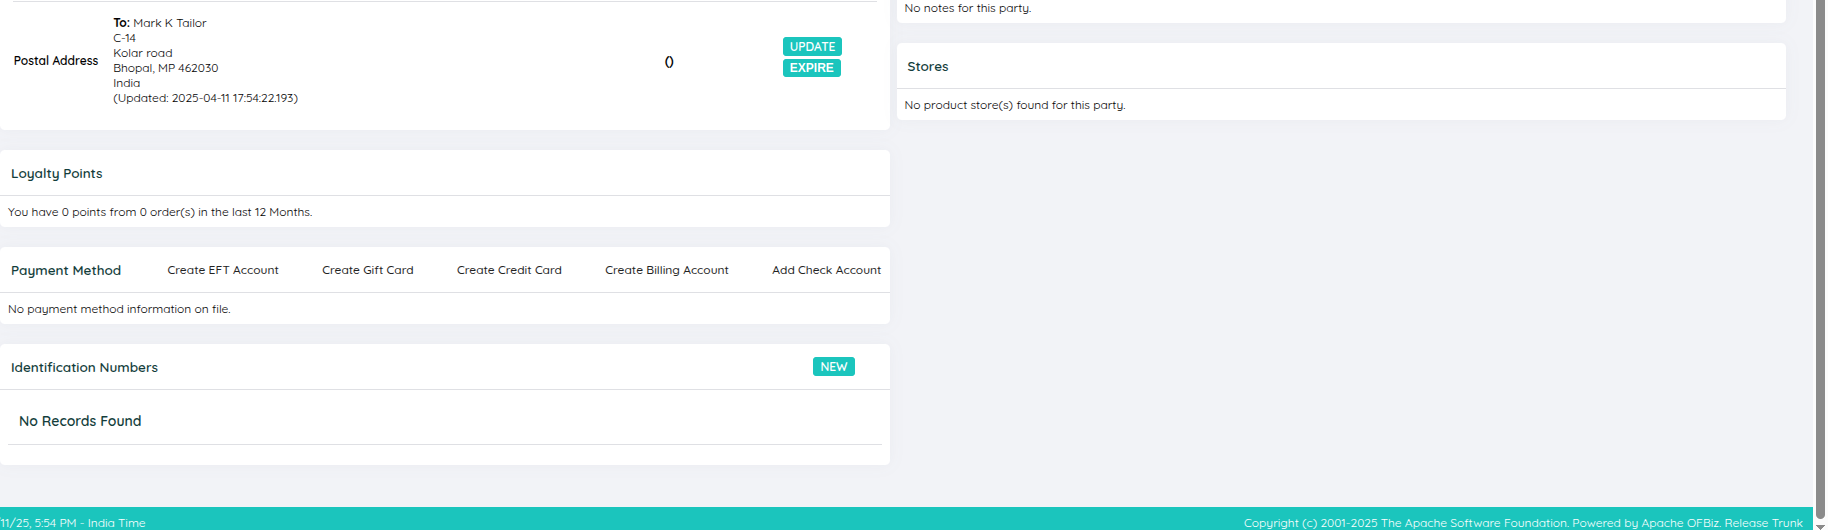 No notes for this party.
Postal Address
To: Mark K Tailor
C-14
Kolar road
Bhopal, MP 462030
India
(Updated: 2025-04-11 17:54:22.193)
()
UPDATE
EXPIRE
Stores
No product store(s) found for this party.
Loyalty Points
You have 0 points from 0 order(s) in the last 12 Months.
Payment Method Create EFT Account Create Gift Card Create Credit Card Create Billing Account Add Check Account
No payment method information on file.
Identification Numbers NEW
No Records Found
/11/25, 5:54 PM - India Time
Copyright (c) 2001-2025 The Apache Software Foundation. Powered by Apache OFBiz. Release Trunk